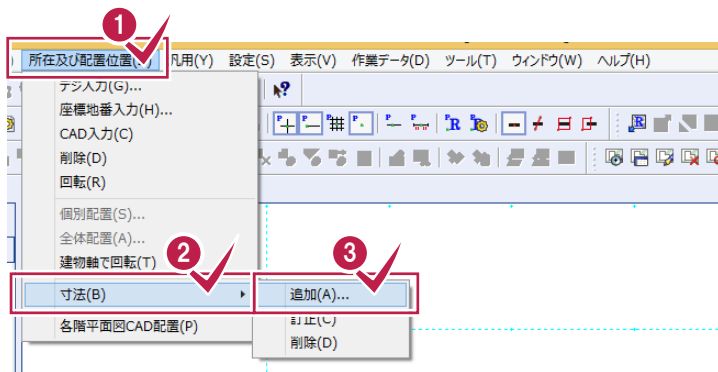 1
所在及び配置位置 汎用(Y) 設定(S) 表示(V) 作業データ(D) ツール(T) ウィンドウ(W) ヘルプ(H)
デジ入力(G)...
座標地番入力(H)...
CAD入力(C)
削除(D)
回転(R)
個別配置(S)...
全体配置(A)...
建物軸で回転(T)
2
3
寸法(B)
追加(A)...
各階平面図CAD配置(P)
訂正(C)
削除(D)